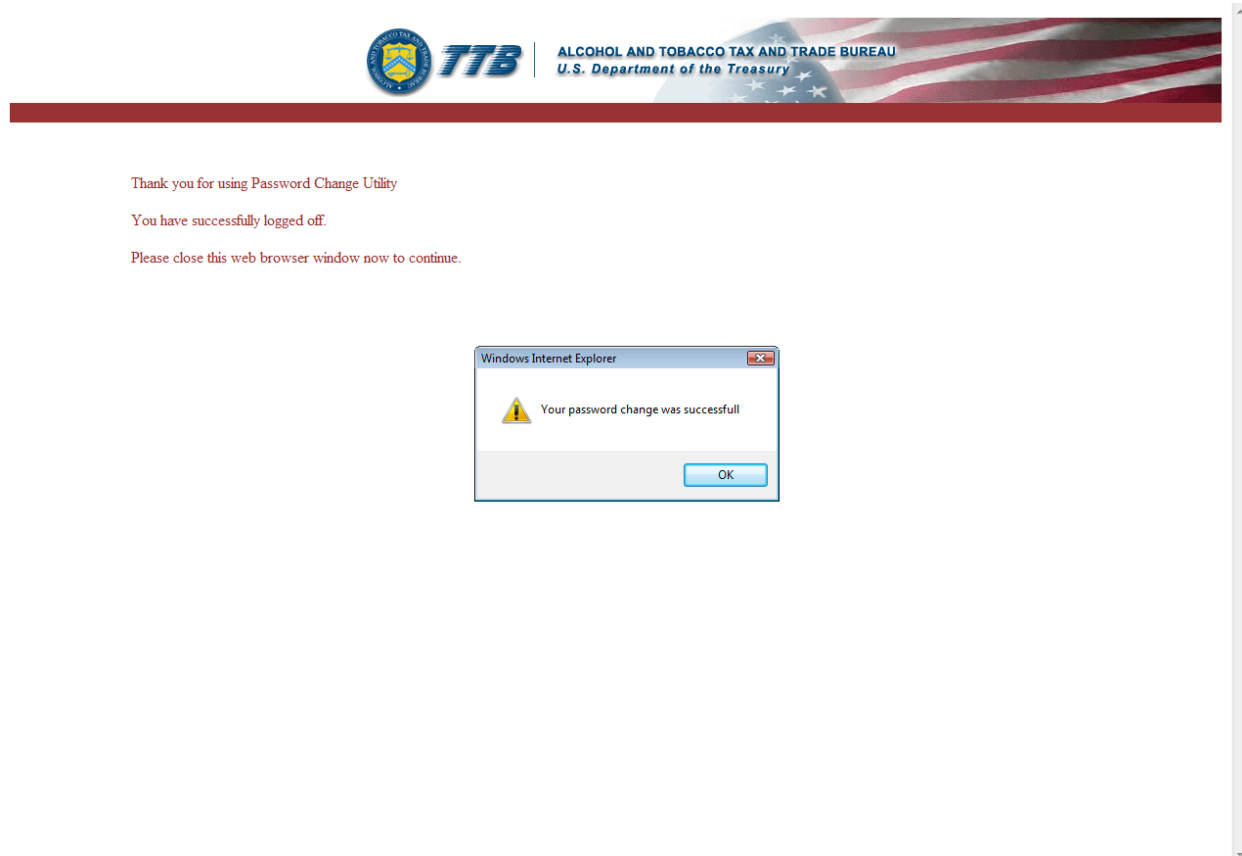 TTB
ALCOHOL AND TOBACCO TAX AND TRADE BUREAU
U.S. Department of the Treasury
Thank you for using Password Change Utility
You have successfully logged off.
Please close this web browser window now to continue.
Windows Internet Explorer
Your password change was successfull
OK